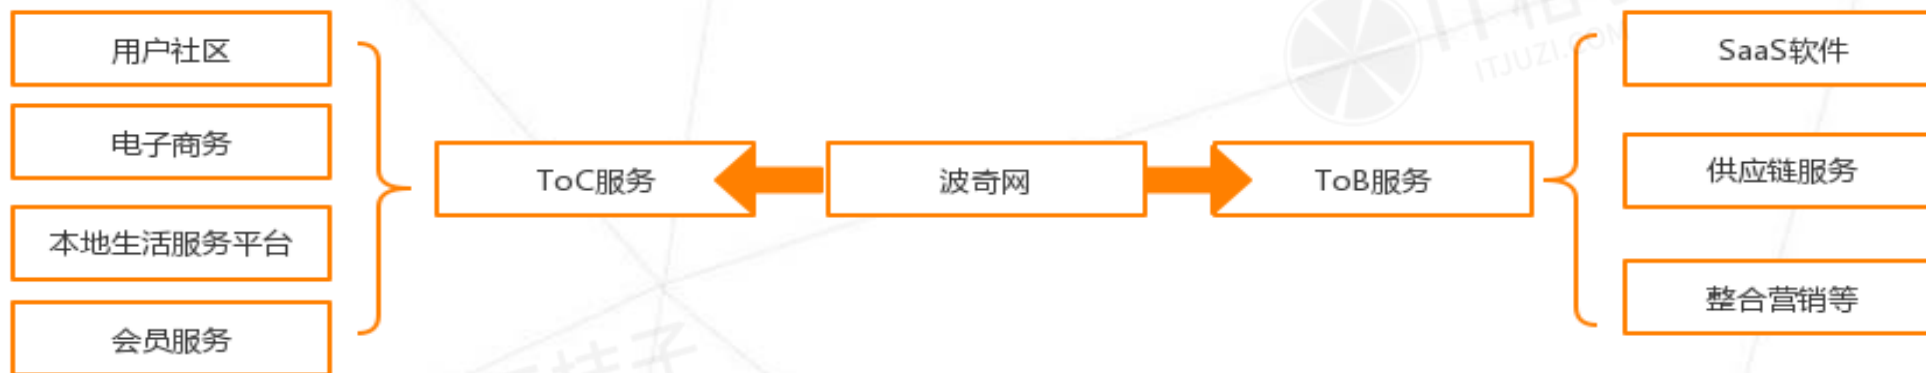 用户社区
电子商务
本地生活服务平台
会员服务
ToC服务
波奇网
ToB服务
SaaS软件
供应链服务
整合营销等
ITJUZI.COM